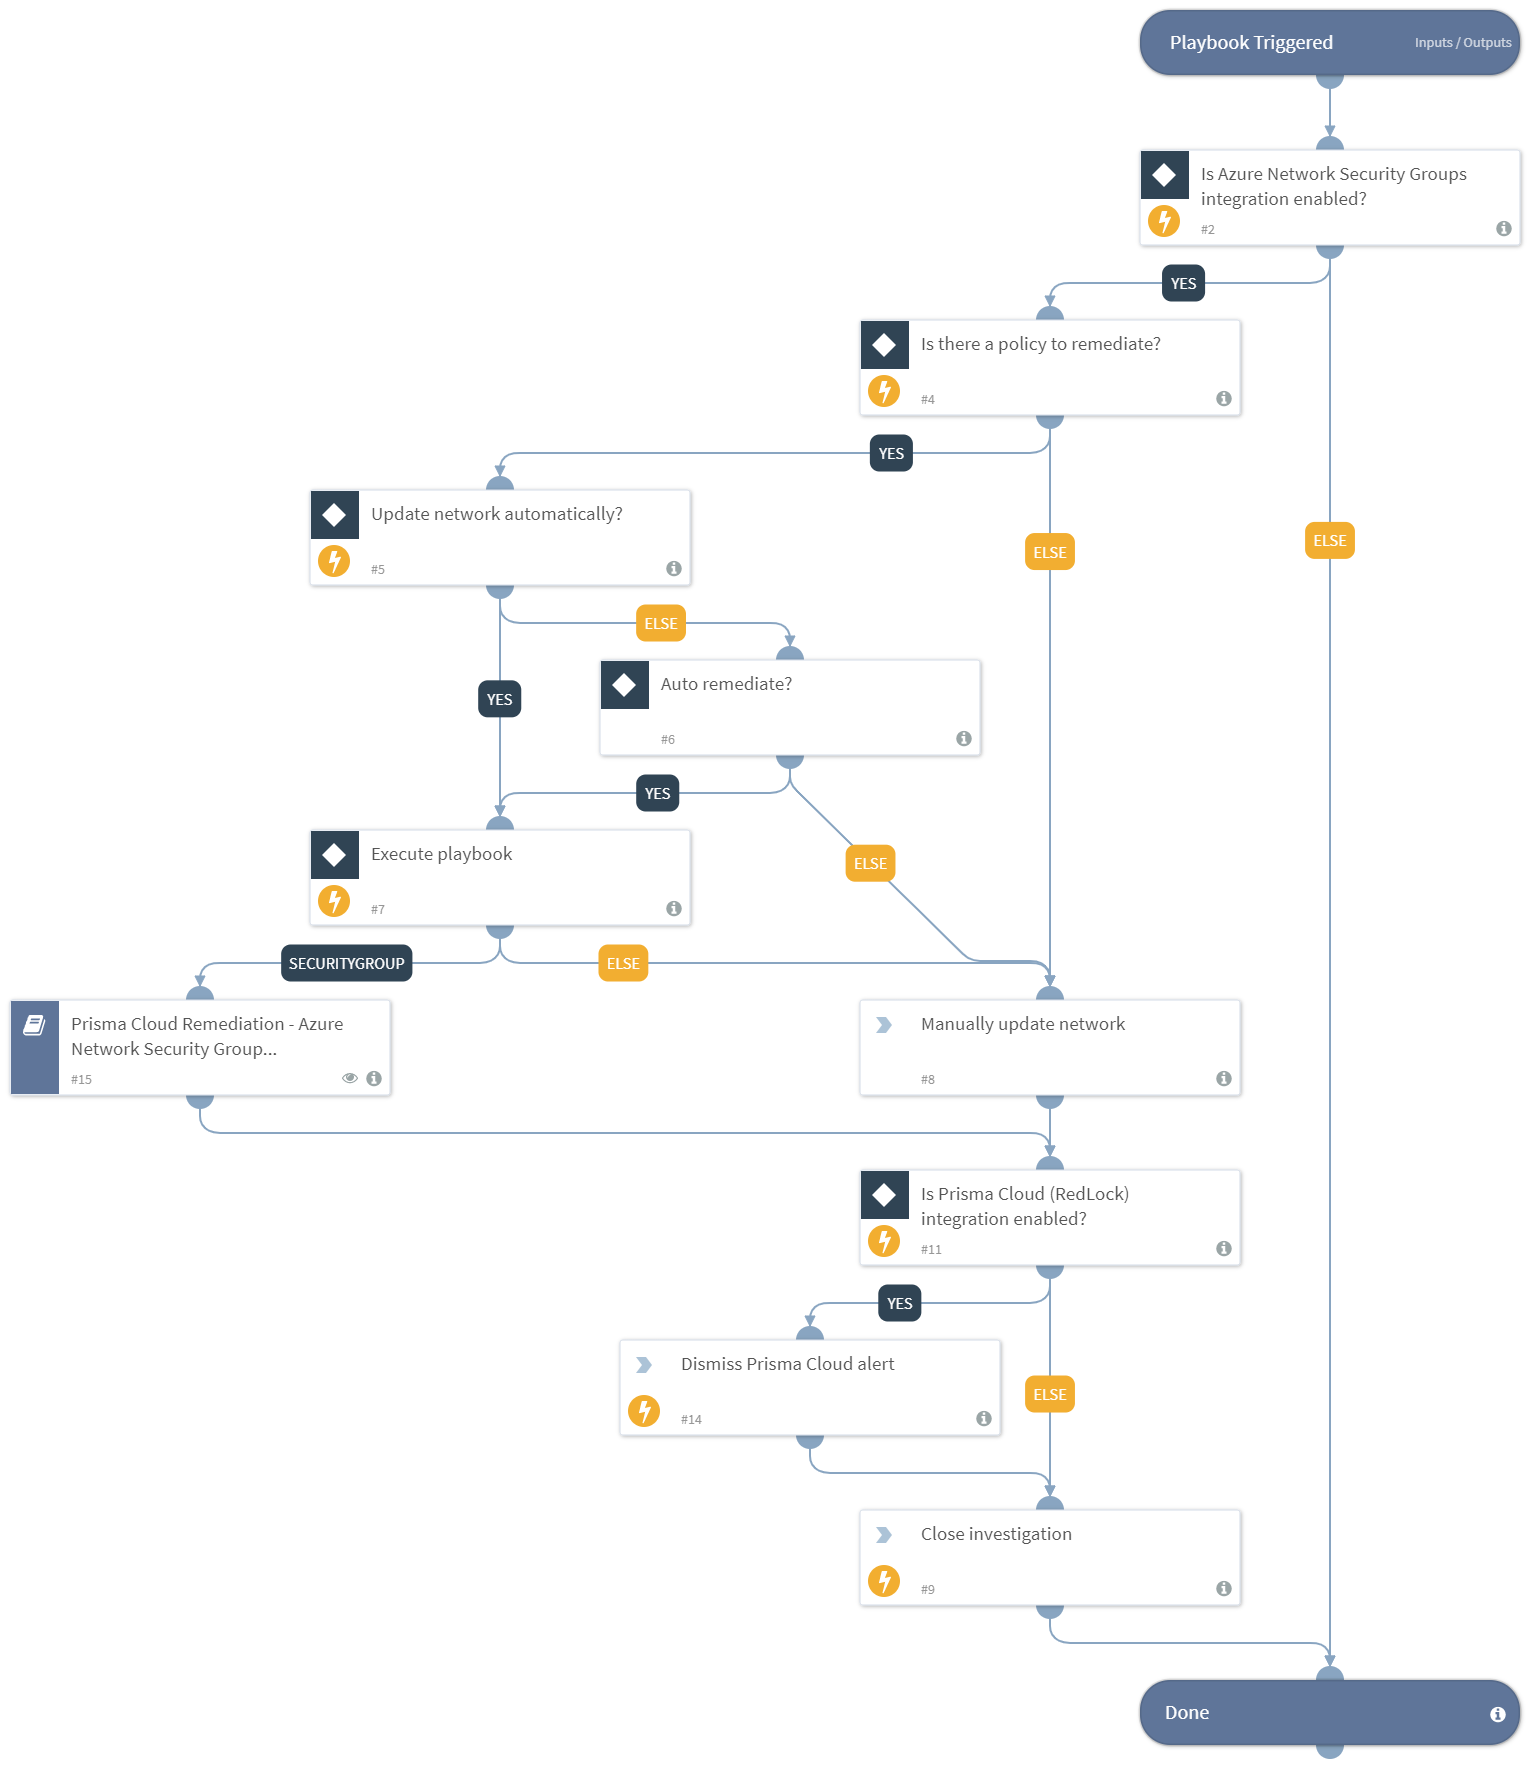 Playbook Triggered
Inputs / Outputs
Is Azure Network Security Groups
integration enabled?
#2
YES
Is there a policy to remediate?
#4
YES
ELSE
ELSE
Update network automatically?
#5
ELSE
YES
Auto remediate?
#6
YES
ELSE
Execute playbook
#7
SECURITYGROUP
ELSE
Prisma Cloud Remediation - Azure
Network Security Group...
#15
Manually update network
#8
Is Prisma Cloud (RedLock)
integration enabled?
#11
YES
Dismiss Prisma Cloud alert
#14
ELSE
Close investigation
#9
Done